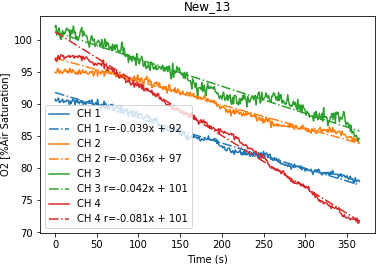 New_13
O2 [%Air Saturation]
100
95
90
85
80
75
70
CH 1
CH 1 r=-0.039x + 92
CH 2
CH 2 r=-0.036x + 97
CH 3
CH 3 r=-0.042x + 101
CH 4
CH 4 r=-0.081x + 101
0 50 100 150 200 250 300 350
Time (s)